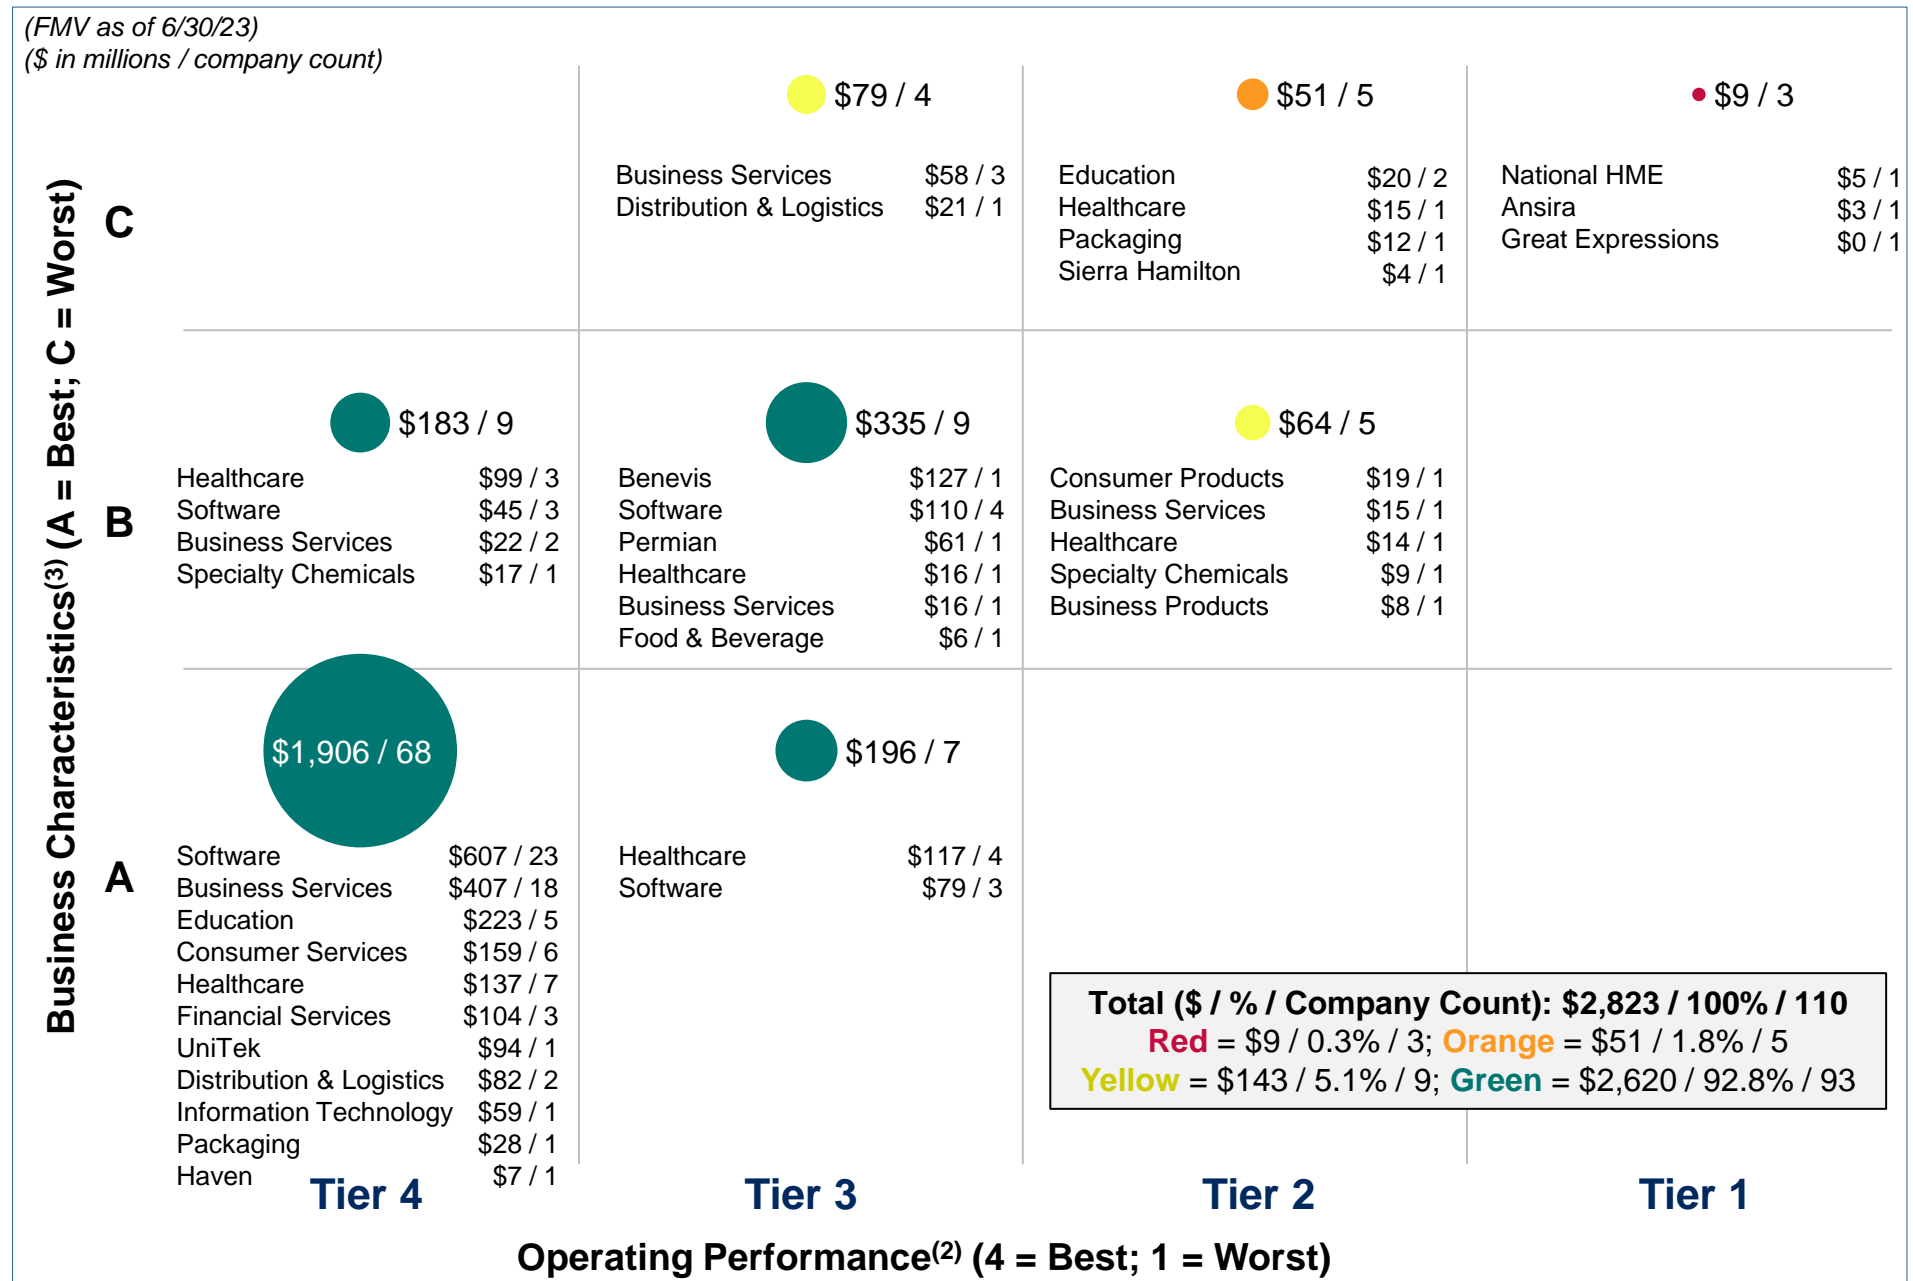 (FMV as of 6/30/23)
($ in millions / company count)
Business Characteristics(3) (A = Best; C = Worst)
C
$79 / 4
Business Services $58 / 3
Distribution & Logistics $21 / 1
$51 / 5
Education $20 / 2
Healthcare $15 / 1
Packaging $12 / 1
Sierra Hamilton $4 / 1
$9 / 3
National HME $5 / 1
Ansira $3 / 1
Great Expressions $0 / 1
B
$183 / 9
Healthcare $99 / 3
Software $45 / 3
Business Services $22 / 2
Specialty Chemicals $17 / 1
$335 / 9
Benevis $127 / 1
Software $110 / 4
Permian $61 / 1
Healthcare $16 / 1
Business Services $16 / 1
Food & Beverage $6 / 1
$64 / 5
Consumer Products $19 / 1
Business Services $15 / 1
Healthcare $14 / 1
Specialty Chemicals $9 / 1
Business Products $8 / 1
A
$1,906 / 68
Software $607 / 23
Business Services $407 / 18
Education $223 / 5
Consumer Services $159 / 6
Healthcare $137 / 7
Financial Services $104 / 3
UniTek $94 / 1
Distribution & Logistics $82 / 2
Information Technology $59 / 1
Packaging $28 / 1
Haven $7 / 1
$196 / 7
Healthcare $117 / 4
Software $79 / 3
Total ($ / % / Company Count): $2,823 / 100% / 110
Red = $9 / 0.3% / 3; Orange = $51 / 1.8% / 5
Yellow = $143 / 5.1% / 9; Green = $2,620 / 92.8% / 93
Tier 4 Tier 3 Tier 2 Tier 1
Operating Performance(2) (4 = Best; 1 = Worst)